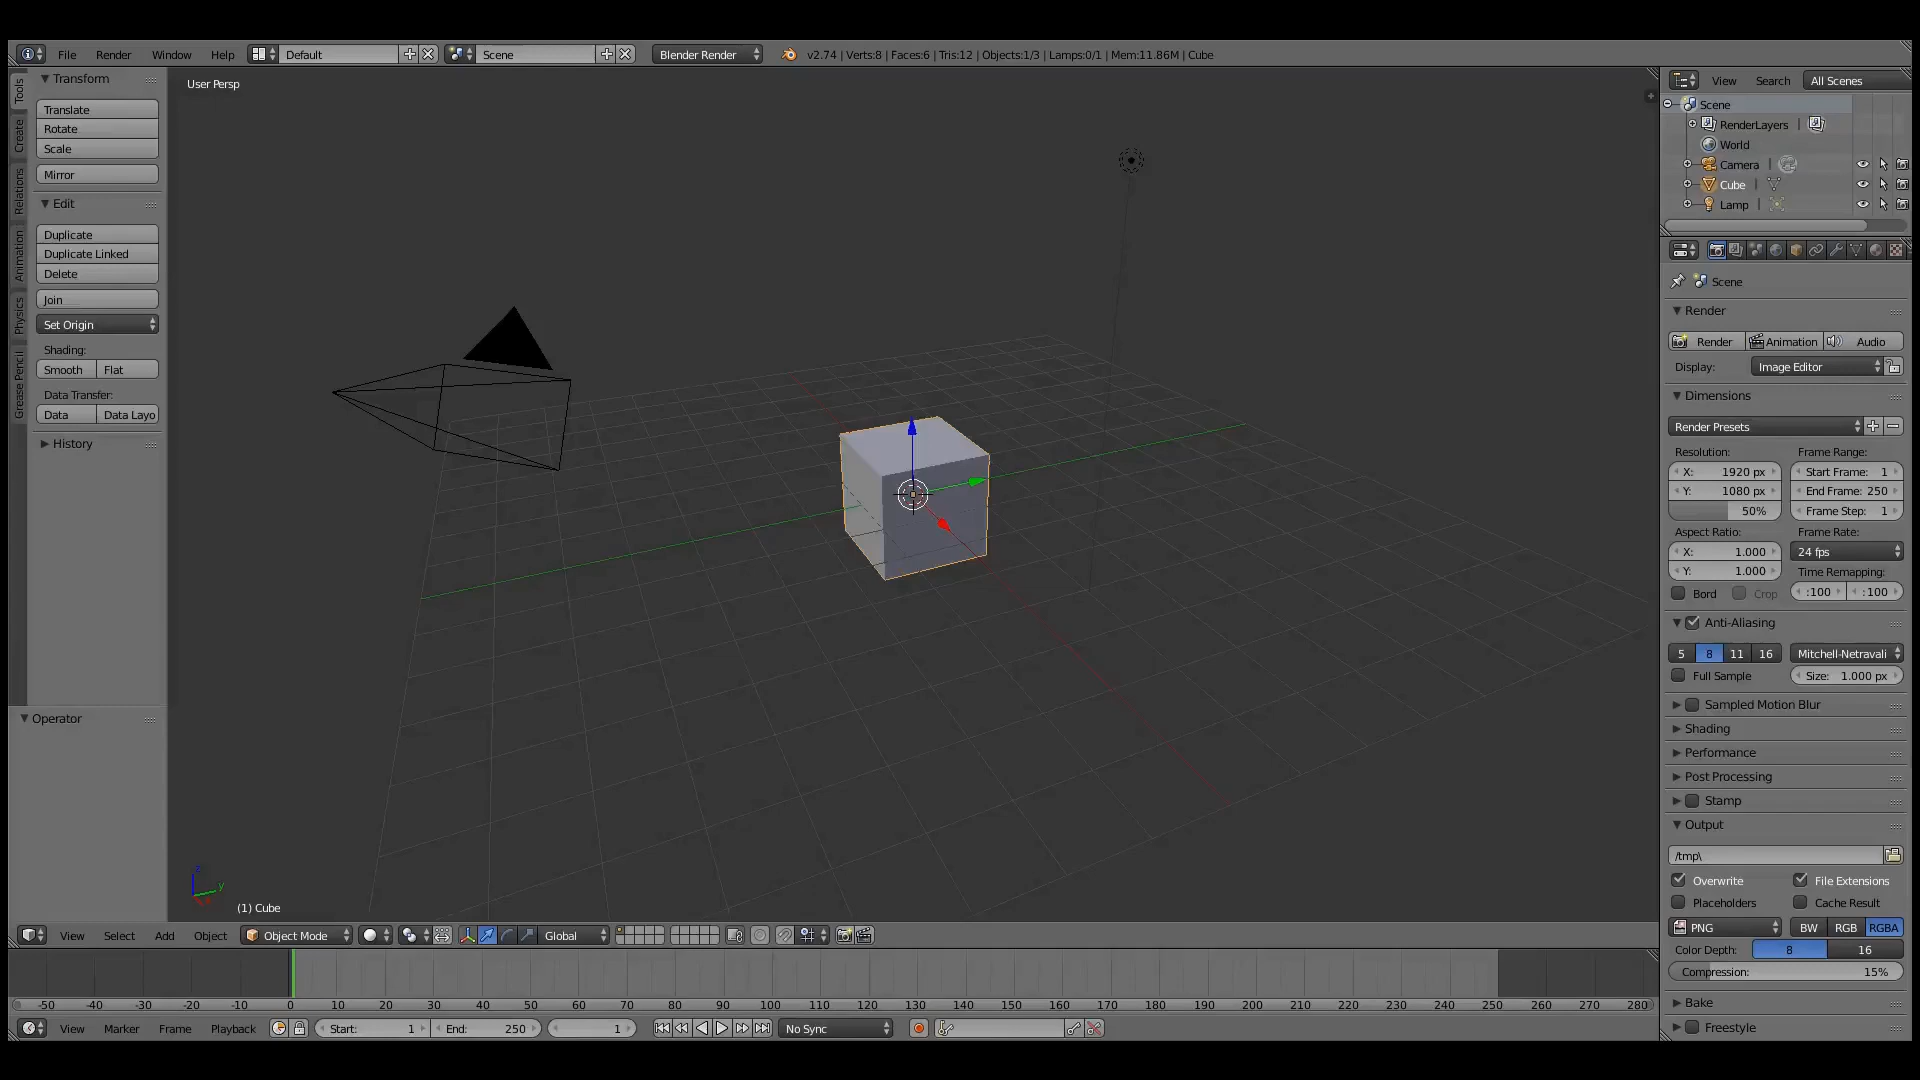 File Render Window Help Default Scene Blender Render v2.74 | Verts:8 | Faces:6 | Tris:12 | Objects:1/3 | Lamps:0/1 | Mem:11.86M | Cube
Tools
Create
Relations
Animation
Physics
Grease Pencil
Transform
Translate
Rotate
Scale
Mirror
Edit
Duplicate
Duplicate Linked
Delete
Join
Set Origin
Shading:
Smooth Flat
Data Transfer:
Data Data Layo
History
Operator
User Persp
z
y
x
(1) Cube
View Select Add Object Object Mode Global
-50 -40 -30 -20 -10 0 10 20 30 40 50 60 70 80 90 100 110 120 130 140 150 160 170 180 190 200 210 220 230 240 250 260 270 280
View Marker Frame Playback Start: 1 End: 250 1 No Sync
View Search All Scenes
Scene
RenderLayers
World
Camera
Cube
Lamp
Scene
Render
Render Animation Audio
Display: Image Editor
Dimensions
Render Presets
Resolution: Frame Range:
X: 1920 px Start Frame: 1
Y: 1080 px End Frame: 250
50% Frame Step: 1
Aspect Ratio: Frame Rate:
X: 1.000 24 fps
Y: 1.000 Time Remapping:
Bord Crop :100 :100
Anti-Aliasing
5 8 11 16 Mitchell-Netravali
Full Sample Size: 1.000 px
Sampled Motion Blur
Shading
Performance
Post Processing
Stamp
Output
/tmp\
Overwrite File Extensions
Placeholders Cache Result
PNG BW RGB RGBA
Color Depth: 8 16
Compression: 15%
Bake
Freestyle